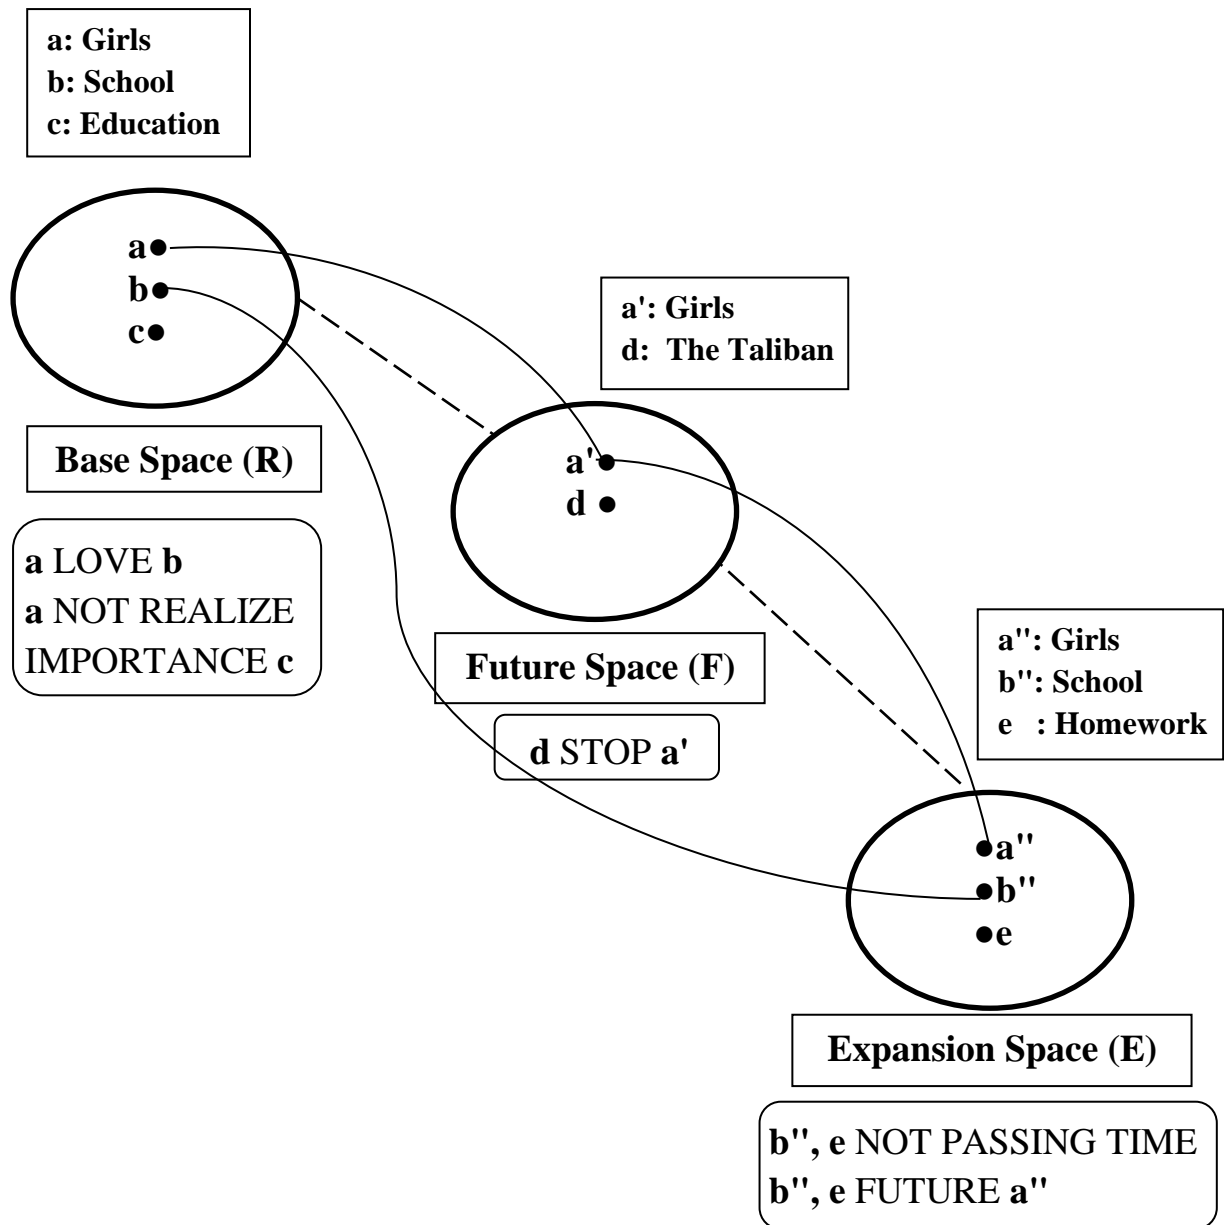 a: Girls
b: School
c: Education
a
b
c
Base Space (R)
a LOVE b
a NOT REALIZE
IMPORTANCE c
a': Girls
d: The Taliban
a'
d
Future Space (F)
d STOP a'
a": Girls
b": School
e : Homework
a"
b"
e
Expansion Space (E)
b", e NOT PASSING TIME
b", e FUTURE a"